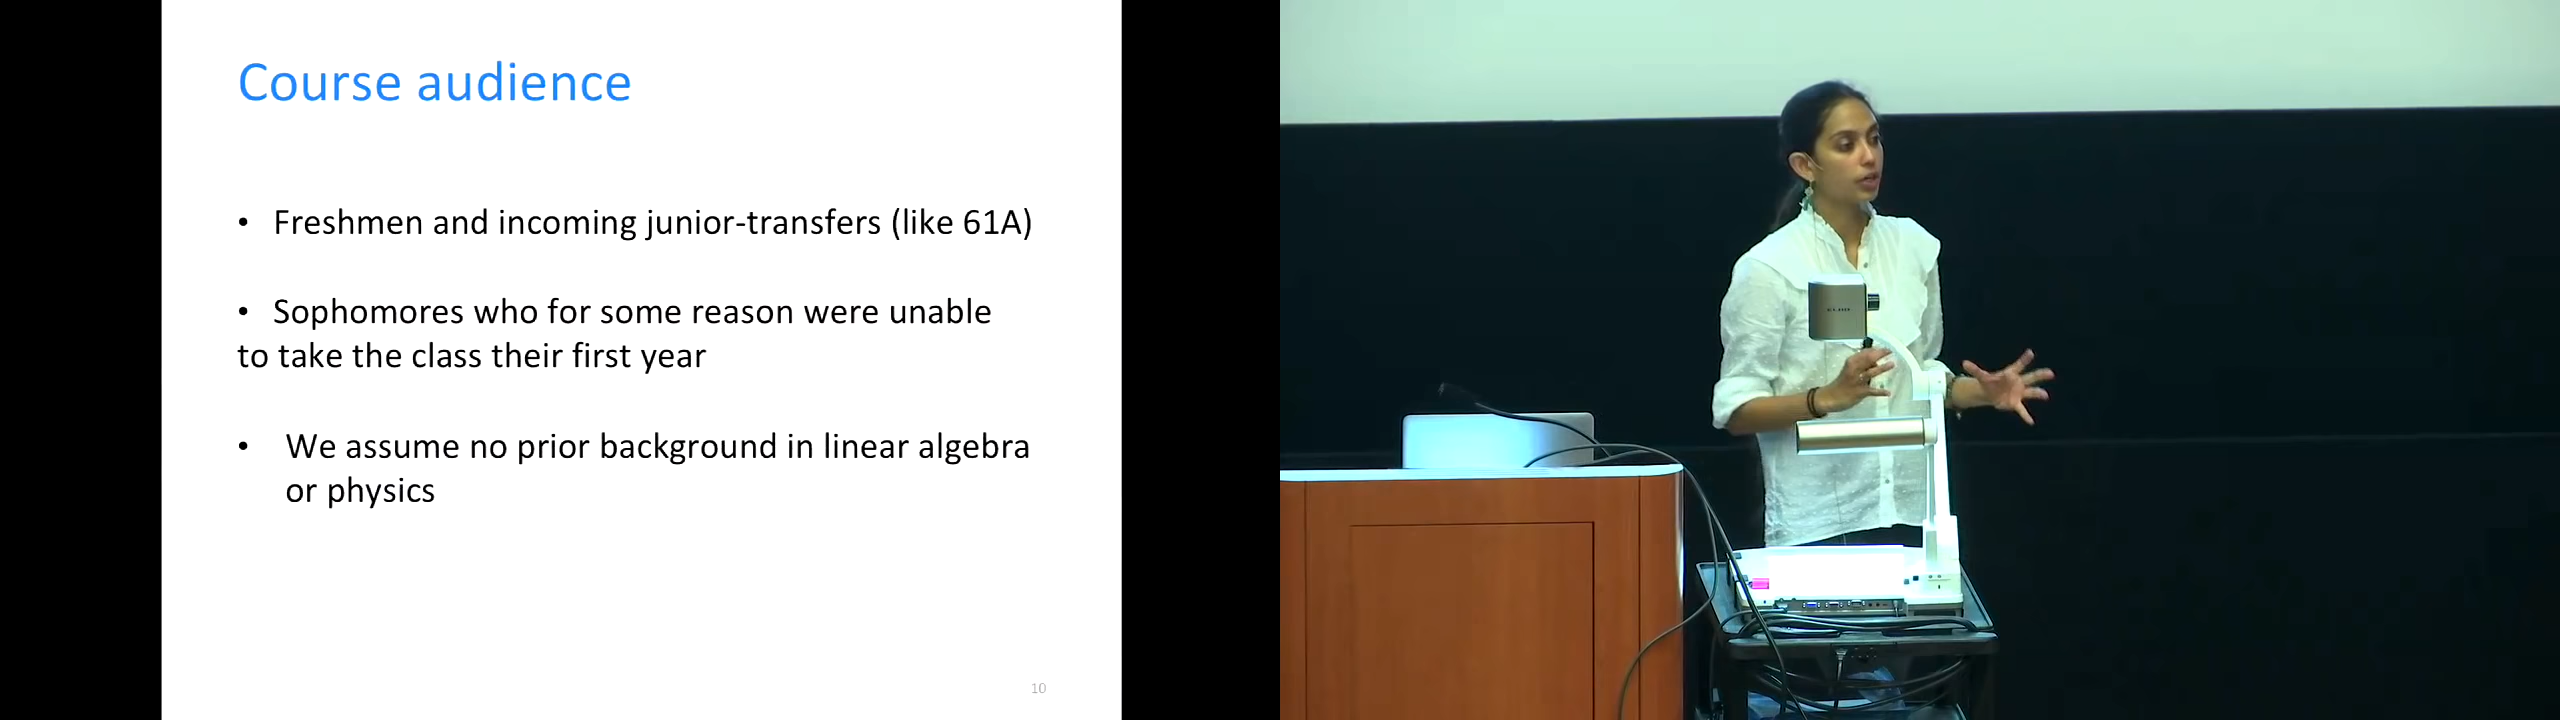 Course audience
• Freshmen and incoming junior-transfers (like 61A)
• Sophomores who for some reason were unable
to take the class their first year
• We assume no prior background in linear algebra
or physics
10